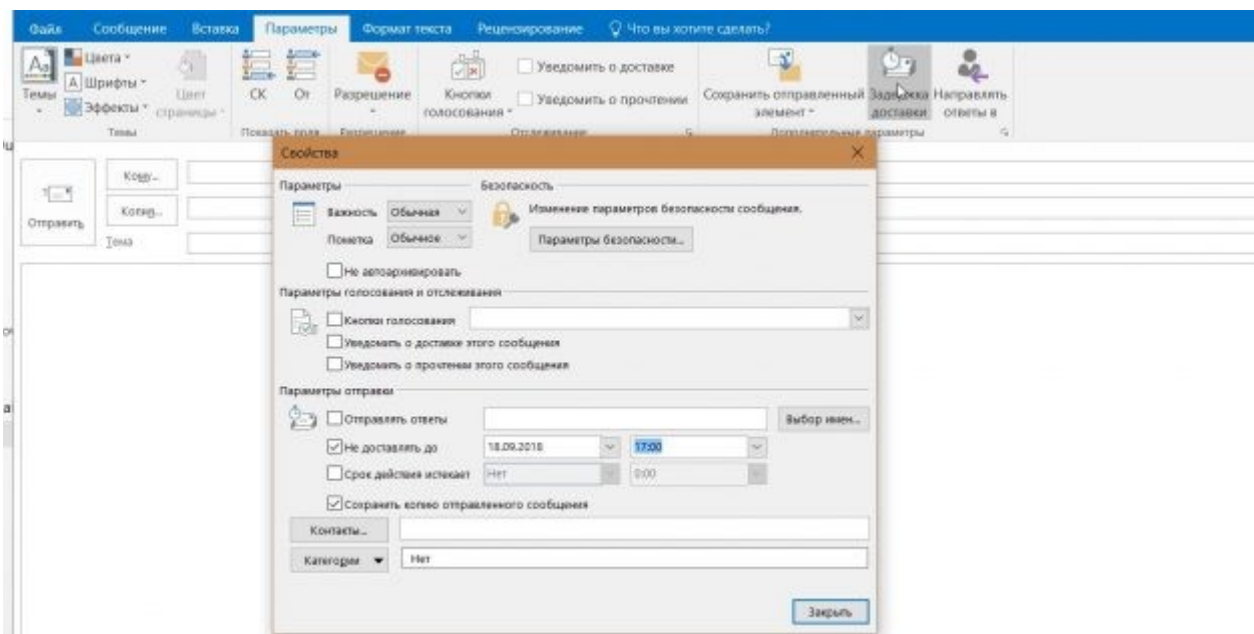 Файл Сообщение Вставка Параметры Формат текста Рецензирование Что вы хотите сделать?
Темы
Цвета
Шрифты
Эффекты
Цвет страницы
СК
От
Разрешение
Кнопки голосования
Уведомить о доставке
Уведомить о прочтении
Сохранить отправленный элемент
Задержка доставки
Направлять ответы в
Темы Показать поля Разрешение Отслеживание Дополнительные параметры
Отправить
Кому...
Копия...
Тема
Свойства
Параметры
Безопасность
Важность Обычная
Изменение параметров безопасности сообщения.
Пометка Обычное
Параметры безопасности...
Не автоархивировать
Параметры голосования и отслеживания
Кнопки голосования
Уведомить о доставке этого сообщения
Уведомить о прочтении этого сообщения
Параметры отправки
Отправлять ответы
Выбор имен...
Не доставлять до 18.09.2018 17:00
Срок действия истекает Нет 0:00
Сохранить копию отправленного сообщения
Контакты...
Категории Нет
Закрыть